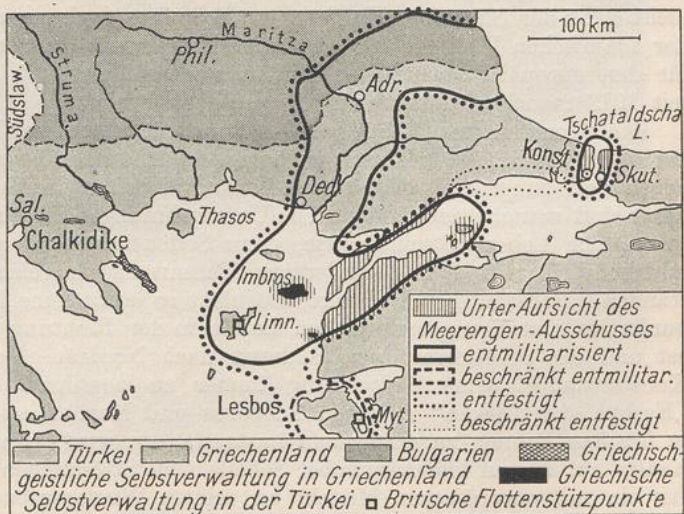 Struma
Südslaw.
Phil.
Maritza
Adr.
100 km
Tschataldscha
L.
Konst.
Skut.
Ded.
Sal.
Chalkidike
Thasos
Imbros
Limn.
Lesbos
Myt.
Unter Aufsicht des
Meerengen-Ausschusses
entmilitarisiert
beschränkt entmilitar.
entfestigt
beschränkt entfestigt
Türkei Griechenland Bulgarien Griechisch-
geistliche Selbstverwaltung in Griechenland Griechische
Selbstverwaltung in der Türkei Britische Flottenstützpunkte